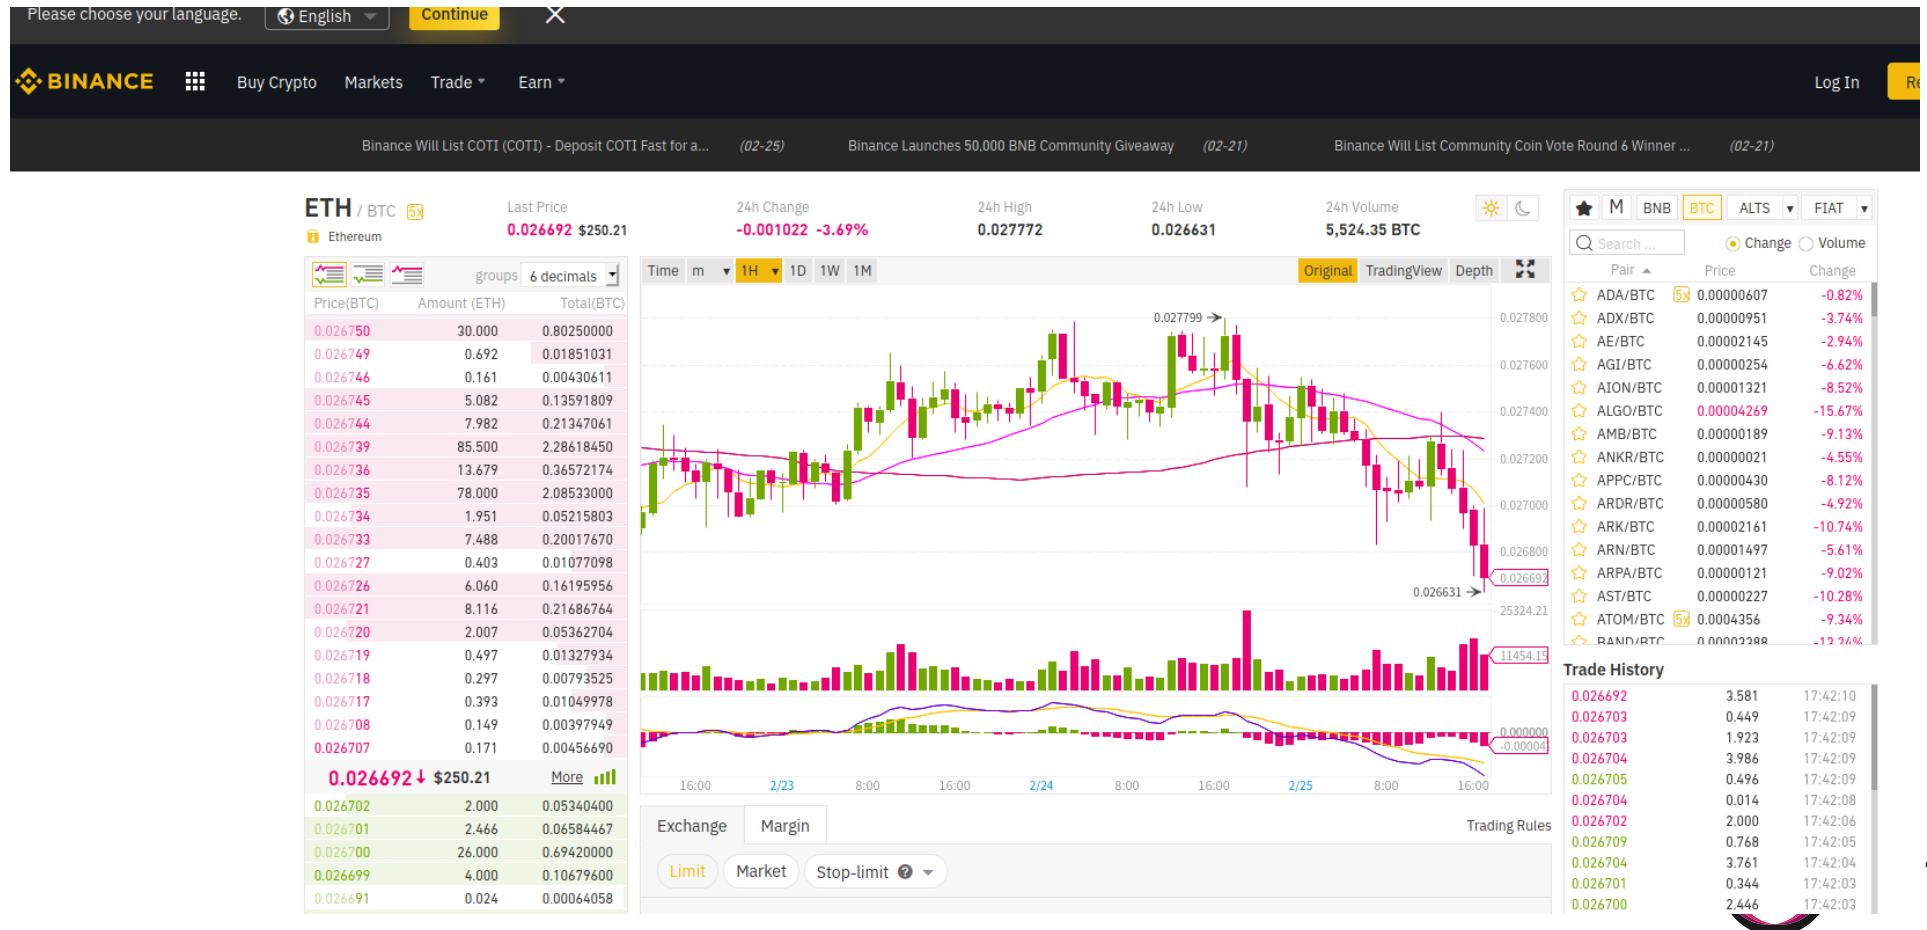 Please choose your language. English Continue
BINANCE Buy Crypto Markets Trade Earn Log In
Binance Will List COTI (COTI) - Deposit COTI Fast for a... (02-25) Binance Launches 50,000 BNB Community Giveaway (02-21) Binance Will List Community Coin Vote Round 6 Winner ... (02-21)
ETH / BTC 5x
Ethereum
Last Price
0.026692 $250.21
24h Change
-0.001022 -3.69%
24h High
0.027772
24h Low
0.026631
24h Volume
5,524.35 BTC
groups 6 decimals
Price(BTC) Amount (ETH) Total(BTC)
0.026750 30.000 0.80250000
0.026749 0.692 0.01851031
0.026746 0.161 0.00430611
0.026745 5.082 0.13591809
0.026744 7.982 0.21347061
0.026739 85.500 2.28618450
0.026736 13.679 0.36572174
0.026735 78.000 2.08533000
0.026734 1.951 0.05215803
0.026733 7.488 0.20017670
0.026727 0.403 0.01077098
0.026726 6.060 0.16195956
0.026721 8.116 0.21686764
0.026720 2.007 0.05362704
0.026719 0.497 0.01327934
0.026718 0.297 0.00793525
0.026717 0.393 0.01049978
0.026708 0.149 0.00397949
0.026707 0.171 0.00456690
0.026692 $250.21 More
0.026702 2.000 0.05340400
0.026701 2.466 0.06584467
0.026700 26.000 0.69420000
0.026699 4.000 0.10679600
0.026691 0.024 0.00064058
Time m 1H 1D 1W 1M Original TradingView Depth
0.027799
0.027800
0.027600
0.027400
0.027200
0.027000
0.026800
0.026692
0.026631
25324.21
11454.15
0.000000
-0.00004
16:00 2/23 8:00 16:00 2/24 8:00 16:00 2/25 8:00 16:00
Exchange Margin Trading Rules
Limit Market Stop-limit ?
M BNB BTC ALTS FIAT
Search ... Change Volume
Pair Price Change
ADA/BTC 5x 0.00000607 -0.82%
ADX/BTC 0.00000951 -3.74%
AE/BTC 0.00002145 -2.94%
AGI/BTC 0.00000254 -6.62%
AION/BTC 0.00001321 -8.52%
ALGO/BTC 0.00004269 -15.67%
AMB/BTC 0.00000189 -9.13%
ANKR/BTC 0.00000021 -4.55%
APPC/BTC 0.00000430 -8.12%
ARDR/BTC 0.00000580 -4.92%
ARK/BTC 0.00002161 -10.74%
ARN/BTC 0.00001497 -5.61%
ARPA/BTC 0.00000121 -9.02%
AST/BTC 0.00000227 -10.28%
ATOM/BTC 5x 0.0004356 -9.34%
BAND/BTC 0.00003388 -13.24%
Trade History
0.026692 3.581 17:42:10
0.026703 0.449 17:42:09
0.026703 1.923 17:42:09
0.026704 3.986 17:42:09
0.026705 0.496 17:42:09
0.026704 0.014 17:42:08
0.026702 2.000 17:42:06
0.026709 0.768 17:42:05
0.026704 3.761 17:42:04
0.026701 0.344 17:42:03
0.026700 2.446 17:42:03